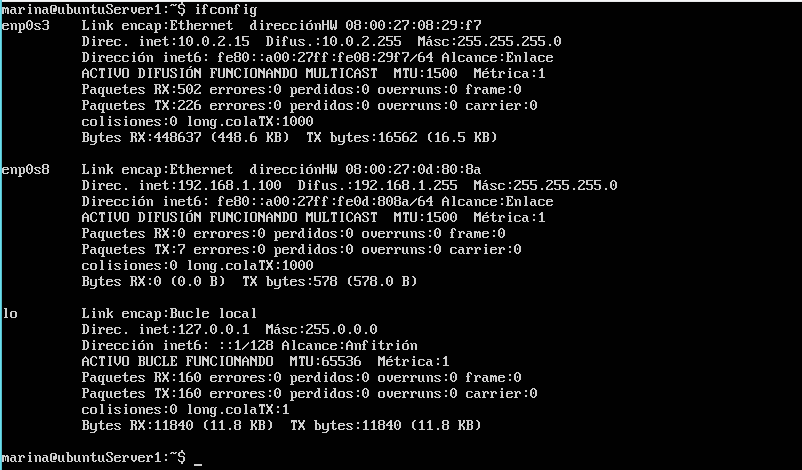 marina@ubuntuServer1:~$ ifconfig
enp0s3    Link encap:Ethernet  direcciónHW 08:00:27:08:29:f7
          Direc. inet:10.0.2.15  Difus.:10.0.2.255  Másc:255.255.255.0
          Dirección inet6: fe80::a00:27ff:fe08:29f7/64 Alcance:Enlace
          ACTIVO DIFUSIÓN FUNCIONANDO MULTICAST  MTU:1500  Métrica:1
          Paquetes RX:502 errores:0 perdidos:0 overruns:0 frame:0
          Paquetes TX:226 errores:0 perdidos:0 overruns:0 carrier:0
          colisiones:0 long.colaTX:1000
          Bytes RX:448637 (448.6 KB)  TX bytes:16562 (16.5 KB)

enp0s8    Link encap:Ethernet  direcciónHW 08:00:27:0d:80:8a
          Direc. inet:192.168.1.100  Difus.:192.168.1.255  Másc:255.255.255.0
          Dirección inet6: fe80::a00:27ff:fe0d:808a/64 Alcance:Enlace
          ACTIVO DIFUSIÓN FUNCIONANDO MULTICAST  MTU:1500  Métrica:1
          Paquetes RX:0 errores:0 perdidos:0 overruns:0 frame:0
          Paquetes TX:7 errores:0 perdidos:0 overruns:0 carrier:0
          colisiones:0 long.colaTX:1000
          Bytes RX:0 (0.0 B)  TX bytes:578 (578.0 B)

lo        Link encap:Bucle local
          Direc. inet:127.0.0.1  Másc:255.0.0.0
          Dirección inet6: ::1/128 Alcance:Anfitrión
          ACTIVO BUCLE FUNCIONANDO  MTU:65536  Métrica:1
          Paquetes RX:160 errores:0 perdidos:0 overruns:0 frame:0
          Paquetes TX:160 errores:0 perdidos:0 overruns:0 carrier:0
          colisiones:0 long.colaTX:1
          Bytes RX:11840 (11.8 KB)  TX bytes:11840 (11.8 KB)

marina@ubuntuServer1:~$ _